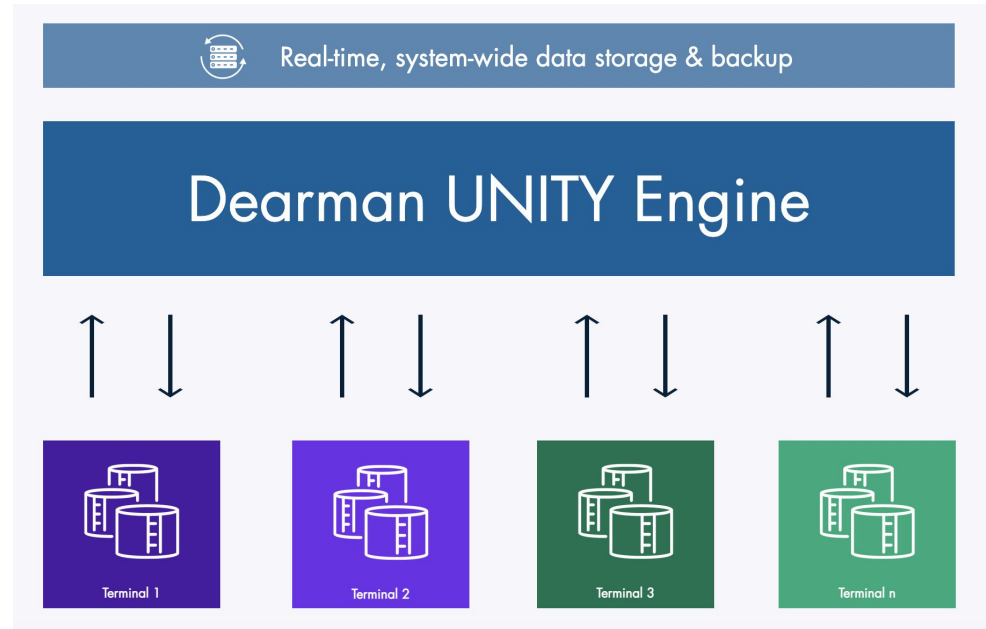 Real-time, system-wide data storage & backup
Dearman UNITY Engine
Terminal 1
Terminal 2
Terminal 3
Terminal n